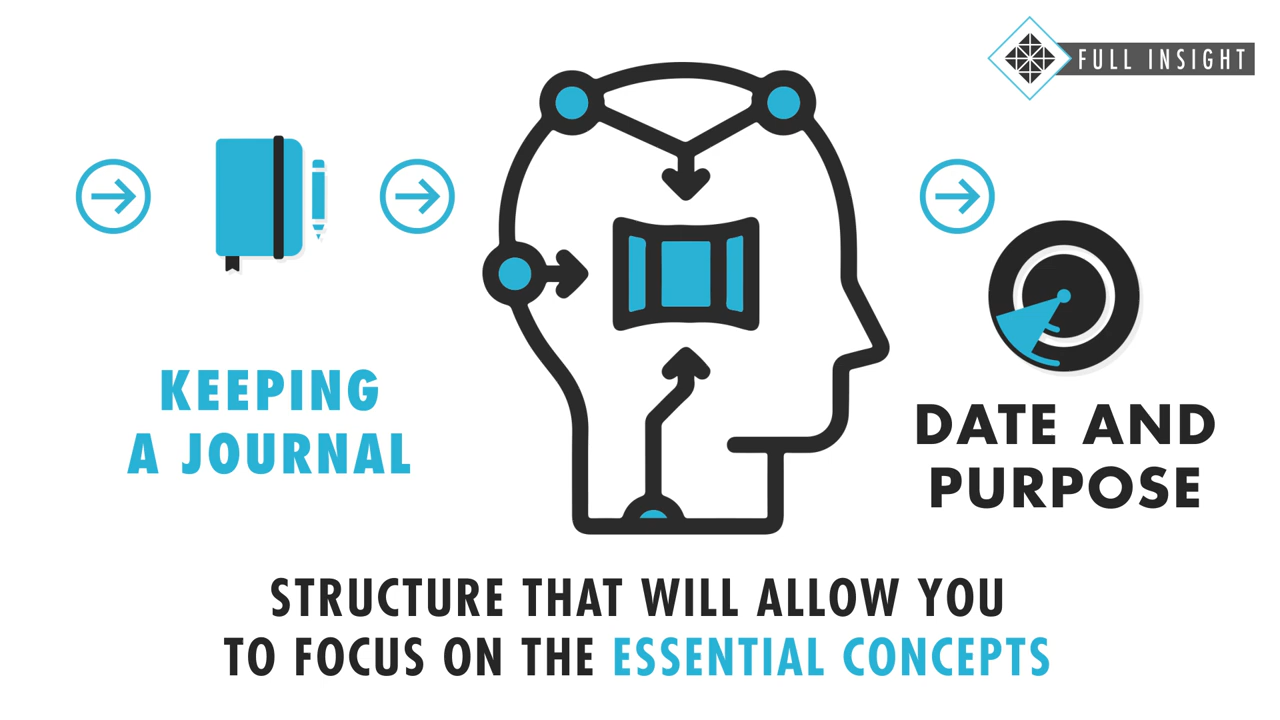 FULL INSIGHT
KEEPING
A JOURNAL
DATE AND
PURPOSE
STRUCTURE THAT WILL ALLOW YOU
TO FOCUS ON THE ESSENTIAL CONCEPTS